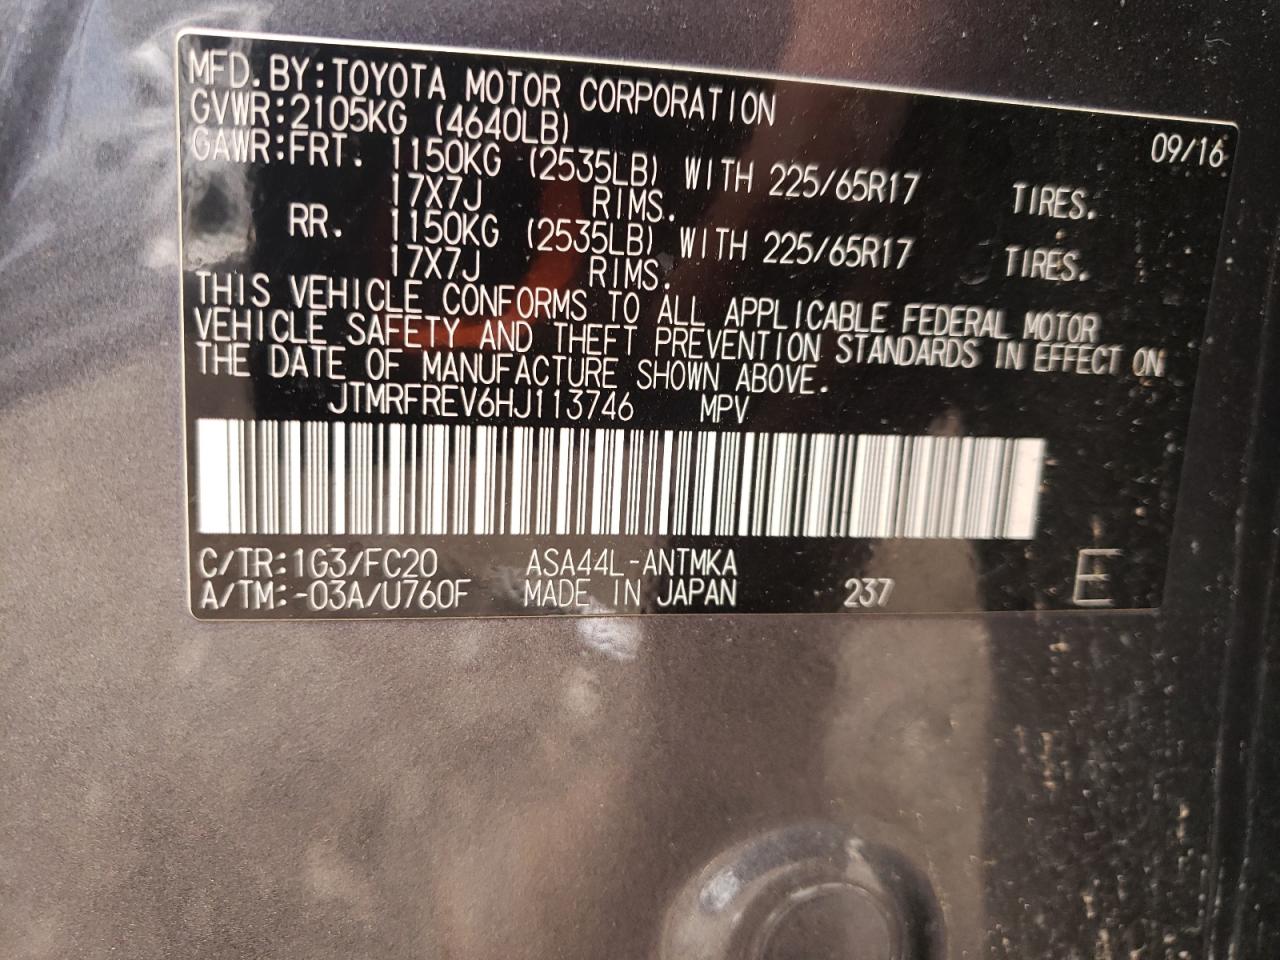 MFD. BY: TOYOTA MOTOR CORPORATION 09/16
GVWR: 2105KG (4640LB)
GAWR: FRT. 1150KG (2535LB) WITH 225/65R17 TIRES.
17X7J RIMS.
RR. 1150KG (2535LB) WITH 225/65R17 TIRES.
17X7J RIMS.
THIS VEHICLE CONFORMS TO ALL APPLICABLE FEDERAL MOTOR
VEHICLE SAFETY AND THEFT PREVENTION STANDARDS IN EFFECT ON
THE DATE OF MANUFACTURE SHOWN ABOVE.
JTMRFREV6HJ113746 MPV
C/TR: 1G3/FC20 ASA44L-ANTMKA
A/TM: -03A/U760F MADE IN JAPAN 237 E